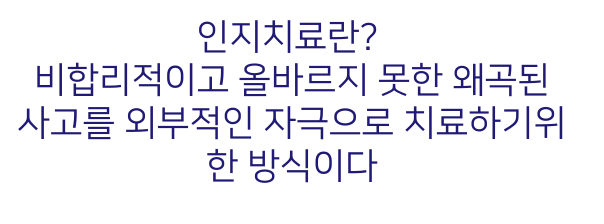 인지치료란?
비합리적이고 올바르지 못한 왜곡된
사고를 외부적인 자극으로 치료하기위
한 방식이다